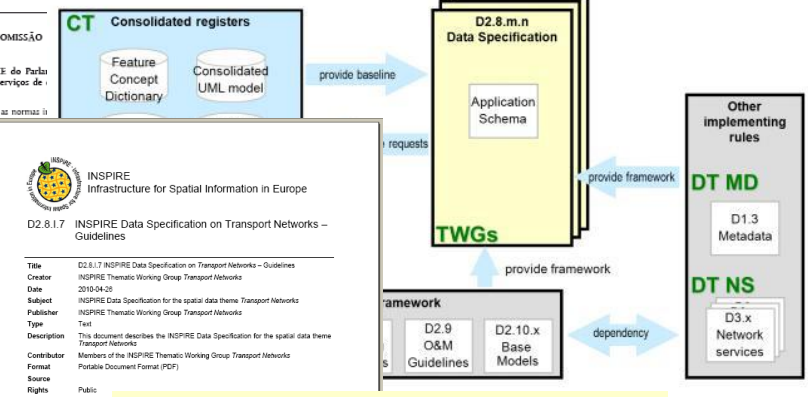 OMISSÃO
E do Parla
erviços de
as normas i
CT Consolidated registers
Feature
Concept
Dictionary
Consolidated
UML model
provide baseline
requests
D2.8.m.n
Data Specification
Application
Schema
TWGs
provide framework
Other
implementing
rules
DT MD
D1.3
Metadata
DT NS
D3.x
Network
services
provide framework
dependency
ramework
s
D2.9
O&M
Guidelines
D2.10.x
Base
Models
INSPIRE
INSPIRE
Infrastructure for Spatial Information in Europe
D2.8.I.7 INSPIRE Data Specification on Transport Networks –
Guidelines
Title D2.8.I.7 INSPIRE Data Specification on Transport Networks – Guidelines
Creator INSPIRE Thematic Working Group Transport Networks
Date 2010-04-26
Subject INSPIRE Data Specification for the spatial data theme Transport Networks
Publisher INSPIRE Thematic Working Group Transport Networks
Type Text
Description This document describes the INSPIRE Data Specification for the spatial data theme
Transport Networks
Contributor Members of the INSPIRE Thematic Working Group Transport Networks
Format Portable Document Format (PDF)
Source
Rights Public